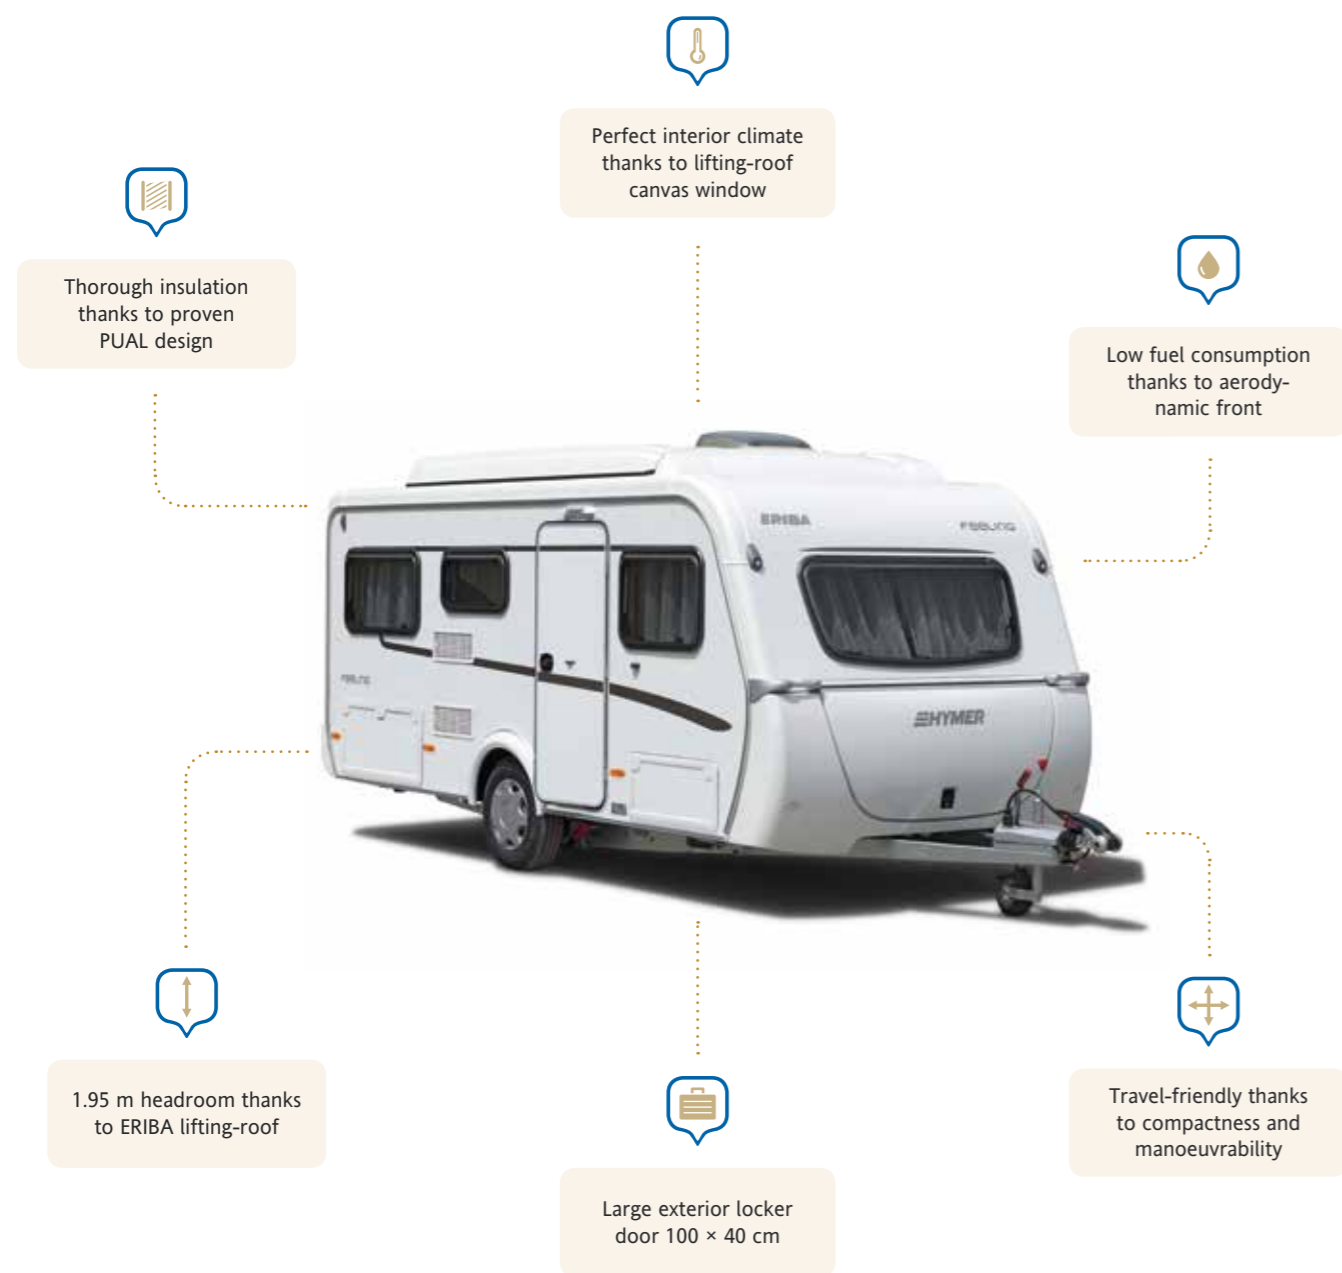 Perfect interior climate
thanks to lifting-roof
canvas window
Thorough insulation
thanks to proven
PUAL design
Low fuel consumption
thanks to aerody-
namic front
ERIBA
FEELING
FEELING
HYMER
1.95 m headroom thanks
to ERIBA lifting-roof
Travel-friendly thanks
to compactness and
manoeuvrability
Large exterior locker
door 100 × 40 cm